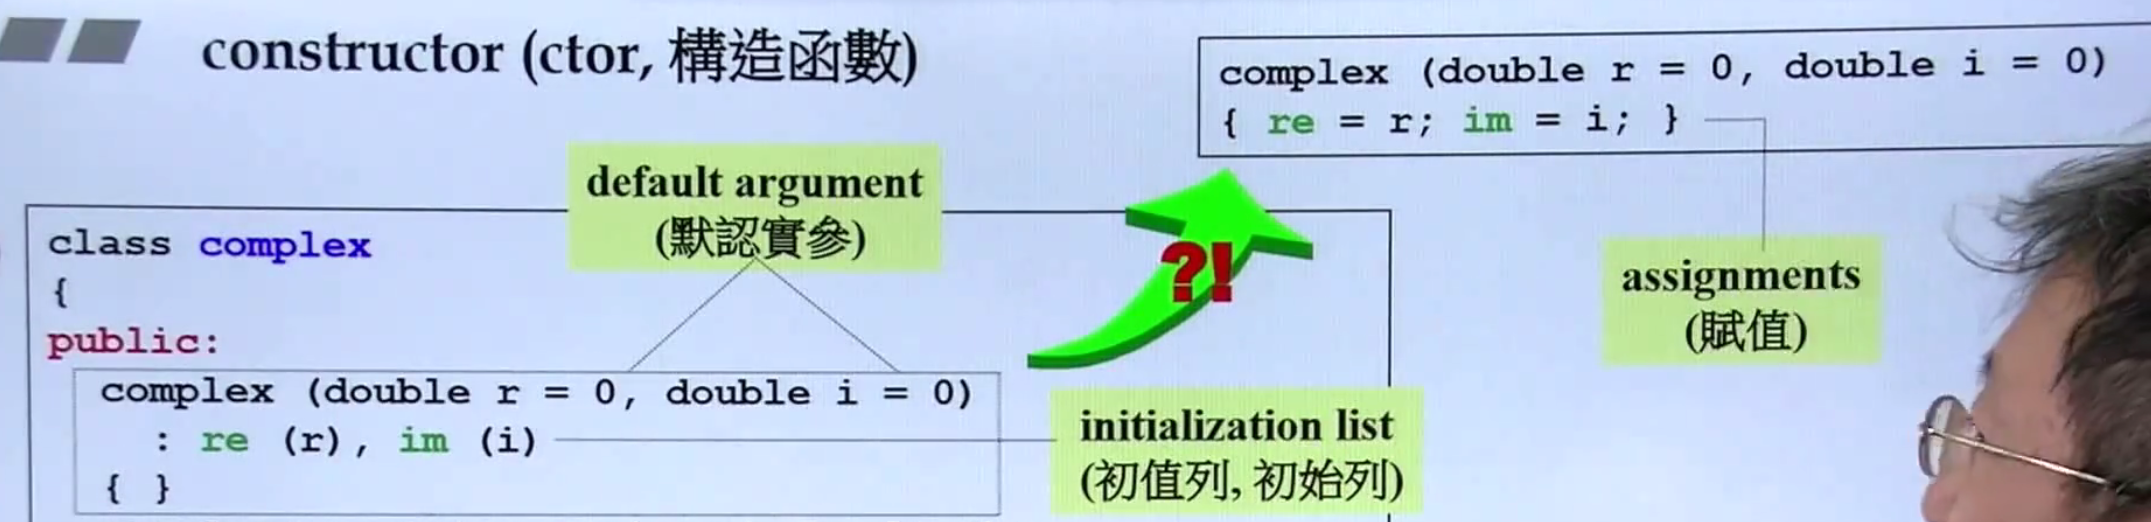 constructor (ctor, 構造函數)
complex (double r = 0, double i = 0)
{ re = r; im = i; }
default argument
(默認實參)
?!
assignments
(賦值)
class complex
{
public:
complex (double r = 0, double i = 0)
: re (r), im (i)
{ }
initialization list
(初值列, 初始列)